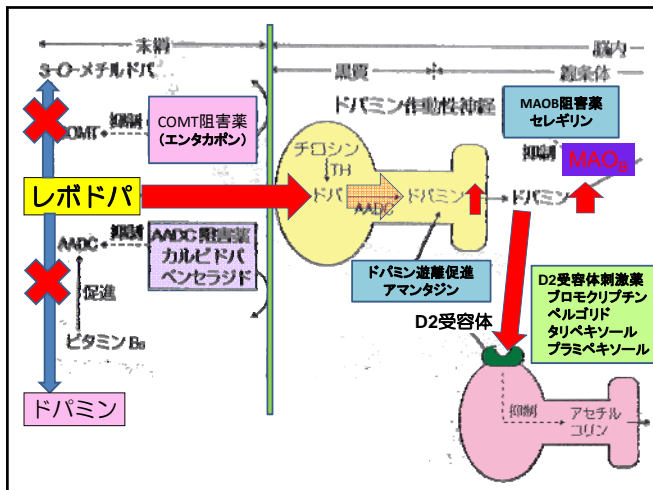 末梢
脳内
3-O-メチルドパ
黒質
線条体
ドパミン作動性神経
COMT
抑制
COMT阻害薬
(エンタカポン)
MAOB阻害薬
セレギリン
抑制
MAOB
チロシン
TH
レボドパ
ドパ
AADC
ドパミン
ドパミン
AADC
抑制
AADC 阻害薬
カルビドパ
ベンセラジド
促進
ビタミン B6
ドパミン遊離促進
アマンタジン
D2受容体
D2受容体刺激薬
ブロモクリプチン
ペルゴリド
タリペキソール
プラミペキソール
ドパミン
抑制
アセチル
コリン